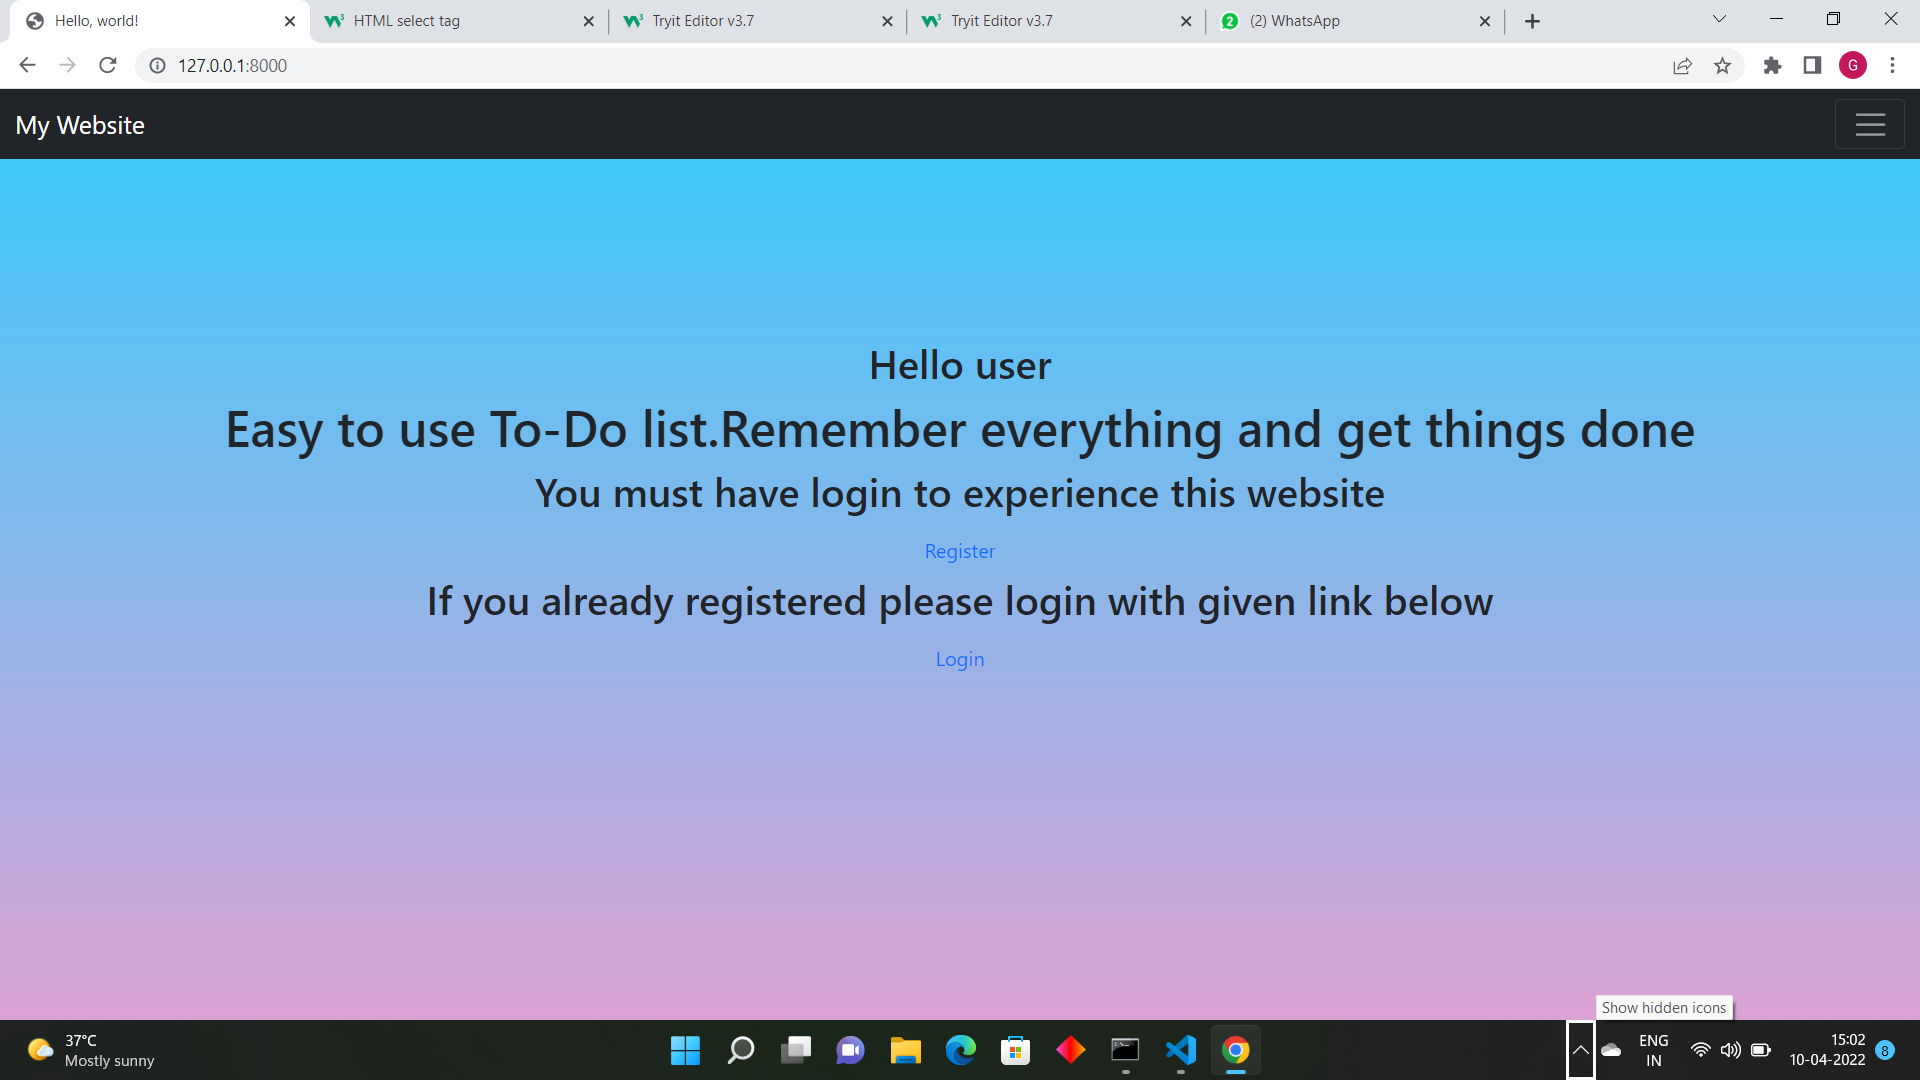 Hello, world!
HTML select tag
Tryit Editor v3.7
Tryit Editor v3.7
2
(2) WhatsApp
127.0.0.1:8000
G
My Website
Hello user
Easy to use To-Do list.Remember everything and get things done
You must have login to experience this website
Register
If you already registered please login with given link below
Login
Show hidden icons
37°C
Mostly sunny
ENG
IN
15:02
10-04-2022
8